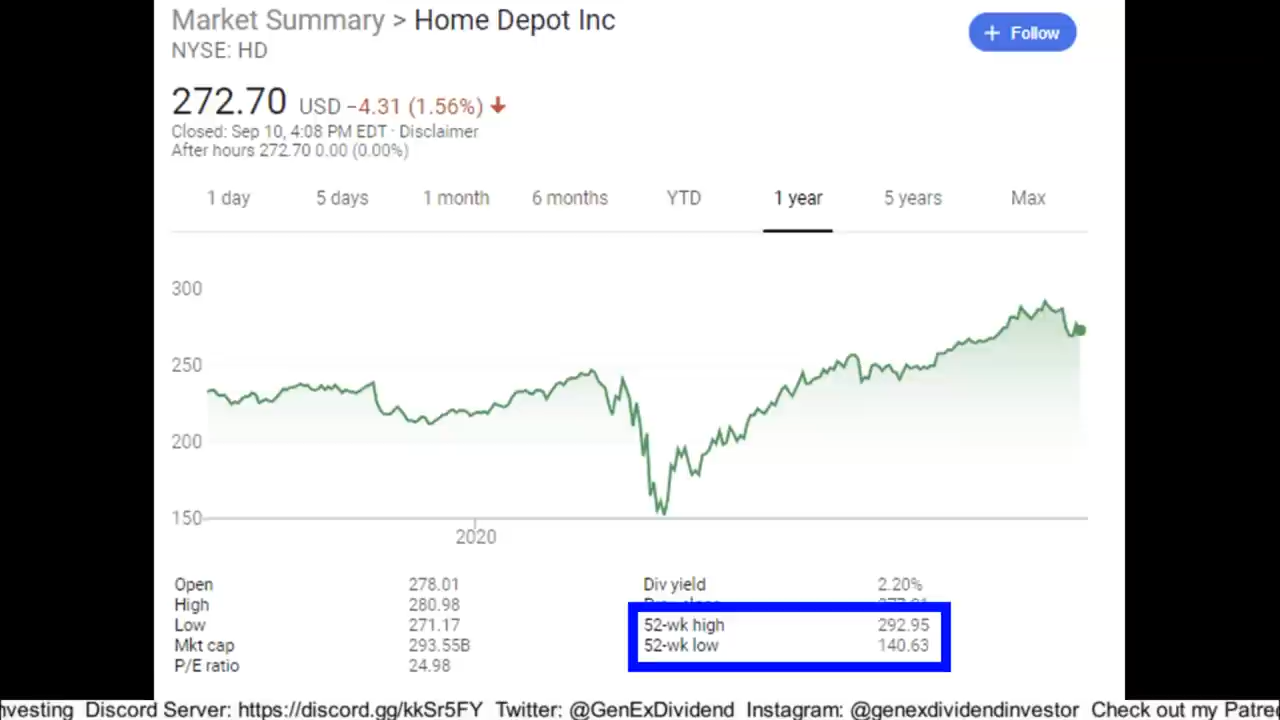 Market Summary > Home Depot Inc
NYSE: HD
+ Follow
272.70 USD −4.31 (1.56%)
Closed: Sep 10, 4:08 PM EDT · Disclaimer
After hours 272.70 0.00 (0.00%)
1 day 5 days 1 month 6 months YTD 1 year 5 years Max
300
250
200
150
2020
Open 278.01
High 280.98
Low 271.17
Mkt cap 293.55B
P/E ratio 24.98
Div yield 2.20%
52-wk high 292.95
52-wk low 140.63
nvesting Discord Server: https://discord.gg/kkSr5FY Twitter: @GenExDividend Instagram: @genexdividendinvestor Check out my Patre